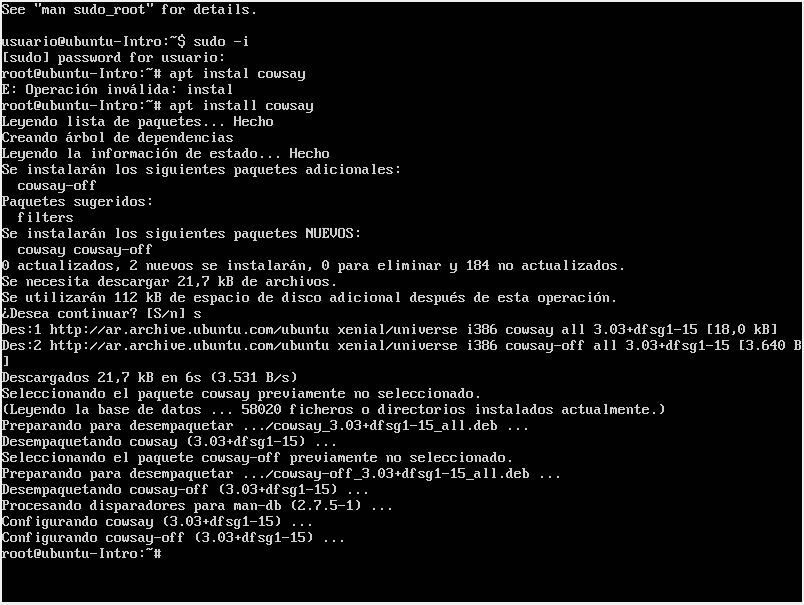 See "man sudo_root" for details.
usuario@ubuntu-Intro:~$ sudo -i
[sudo] password for usuario:
root@ubuntu-Intro:~# apt instal cowsay
E: Operación inválida: instal
root@ubuntu-Intro:~# apt install cowsay
Leyendo lista de paquetes... Hecho
Creando árbol de dependencias
Leyendo la información de estado... Hecho
Se instalarán los siguientes paquetes adicionales:
  cowsay-off
Paquetes sugeridos:
  filters
Se instalarán los siguientes paquetes NUEVOS:
  cowsay cowsay-off
0 actualizados, 2 nuevos se instalarán, 0 para eliminar y 184 no actualizados.
Se necesita descargar 21,7 kB de archivos.
Se utilizarán 112 kB de espacio de disco adicional después de esta operación.
¿Desea continuar? [S/n] s
Des:1 http://ar.archive.ubuntu.com/ubuntu xenial/universe i386 cowsay all 3.03+dfsg1-15 [18,0 kB]
Des:2 http://ar.archive.ubuntu.com/ubuntu xenial/universe i386 cowsay-off all 3.03+dfsg1-15 [3.640 B
]
Descargados 21,7 kB en 6s (3.531 B/s)
Seleccionando el paquete cowsay previamente no seleccionado.
(Leyendo la base de datos ... 58020 ficheros o directorios instalados actualmente.)
Preparando para desempaquetar .../cowsay_3.03+dfsg1-15_all.deb ...
Desempaquetando cowsay (3.03+dfsg1-15) ...
Seleccionando el paquete cowsay-off previamente no seleccionado.
Preparando para desempaquetar .../cowsay-off_3.03+dfsg1-15_all.deb ...
Desempaquetando cowsay-off (3.03+dfsg1-15) ...
Procesando disparadores para man-db (2.7.5-1) ...
Configurando cowsay (3.03+dfsg1-15) ...
Configurando cowsay-off (3.03+dfsg1-15) ...
root@ubuntu-Intro:~#